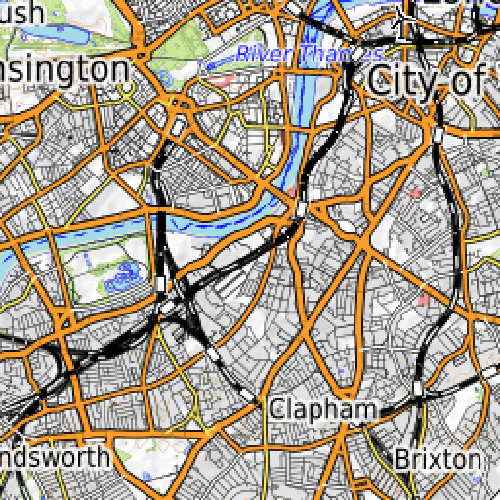 ush
River Thames
nsington
City of
Clapham
ndsworth
Brixton